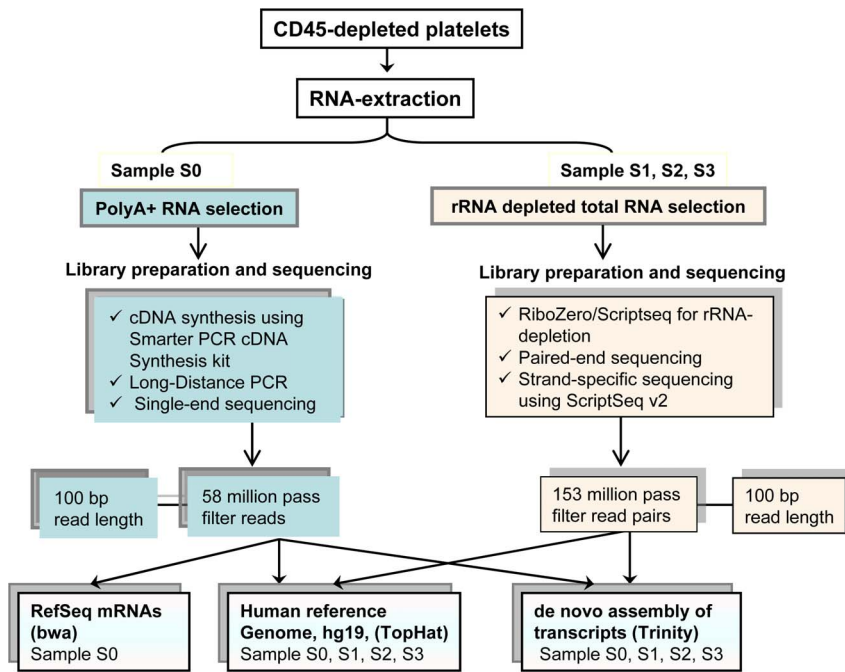 CD45-depleted platelets
RNA-extraction
Sample S0
PolyA+ RNA selection
Library preparation and sequencing
✓ cDNA synthesis using
Smarter PCR cDNA
Synthesis kit
✓ Long-Distance PCR
✓ Single-end sequencing
100 bp
read length
58 million pass
filter reads
Sample S1, S2, S3
rRNA depleted total RNA selection
Library preparation and sequencing
✓ RiboZero/Scriptseq for rRNA-
depletion
✓ Paired-end sequencing
✓ Strand-specific sequencing
using ScriptSeq v2
153 million pass
filter read pairs
100 bp
read length
RefSeq mRNAs
(bwa)
Sample S0
Human reference
Genome, hg19, (TopHat)
Sample S0, S1, S2, S3
de novo assembly of
transcripts (Trinity)
Sample S0, S1, S2, S3